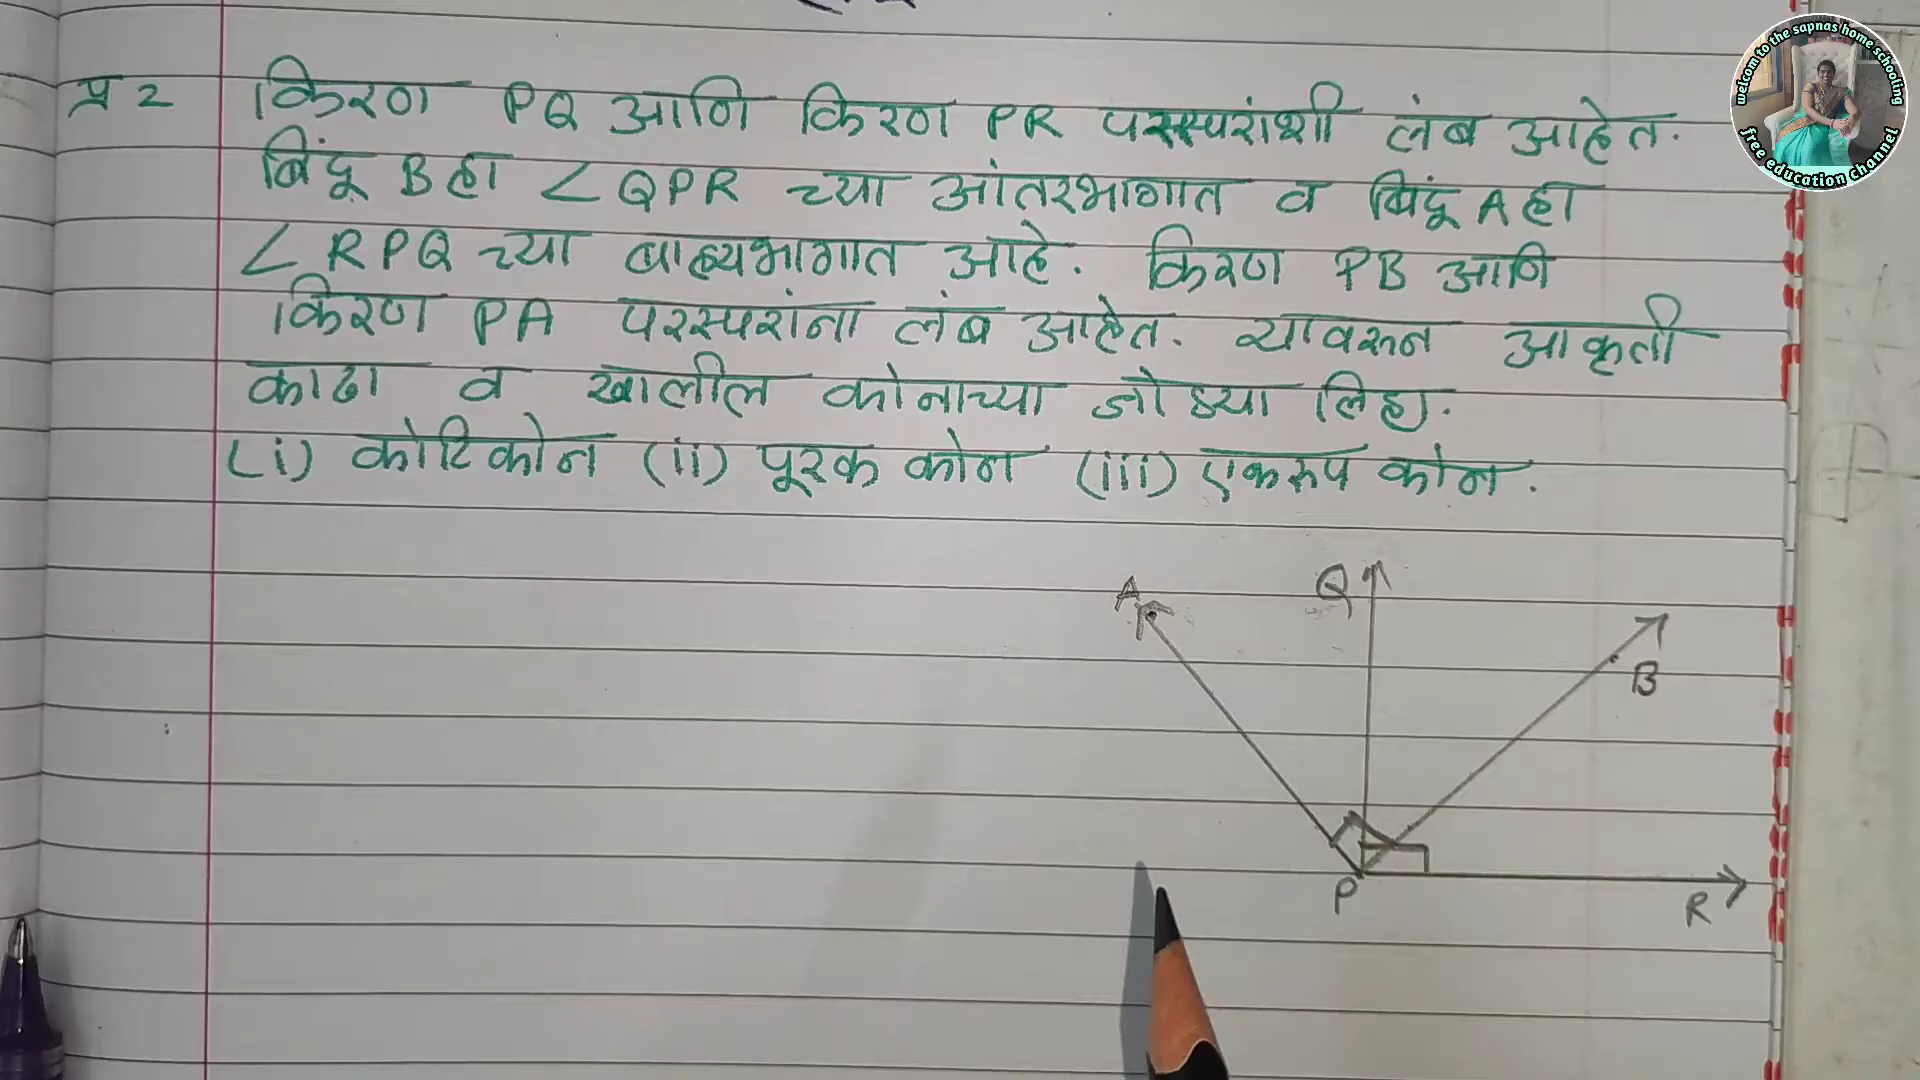 प्र 2 किरण PQ आणि किरण PR परस्परांशी लंब आहेत.
बिंदू B हा ∠QPR च्या आंतरभागात व बिंदू A हा
∠RPQ च्या बाह्यभागात आहे. किरण PB आणि
किरण PA परस्परांना लंब आहेत. यावरून आकृती
काढा व खालील कोनाच्या जोड्या लिहा.
(i) कोटिकोन (ii) पूरक कोन (iii) एकरुप कोन.
A
Q
B
P
R
welcom to the sapnas home schooling
free education channel